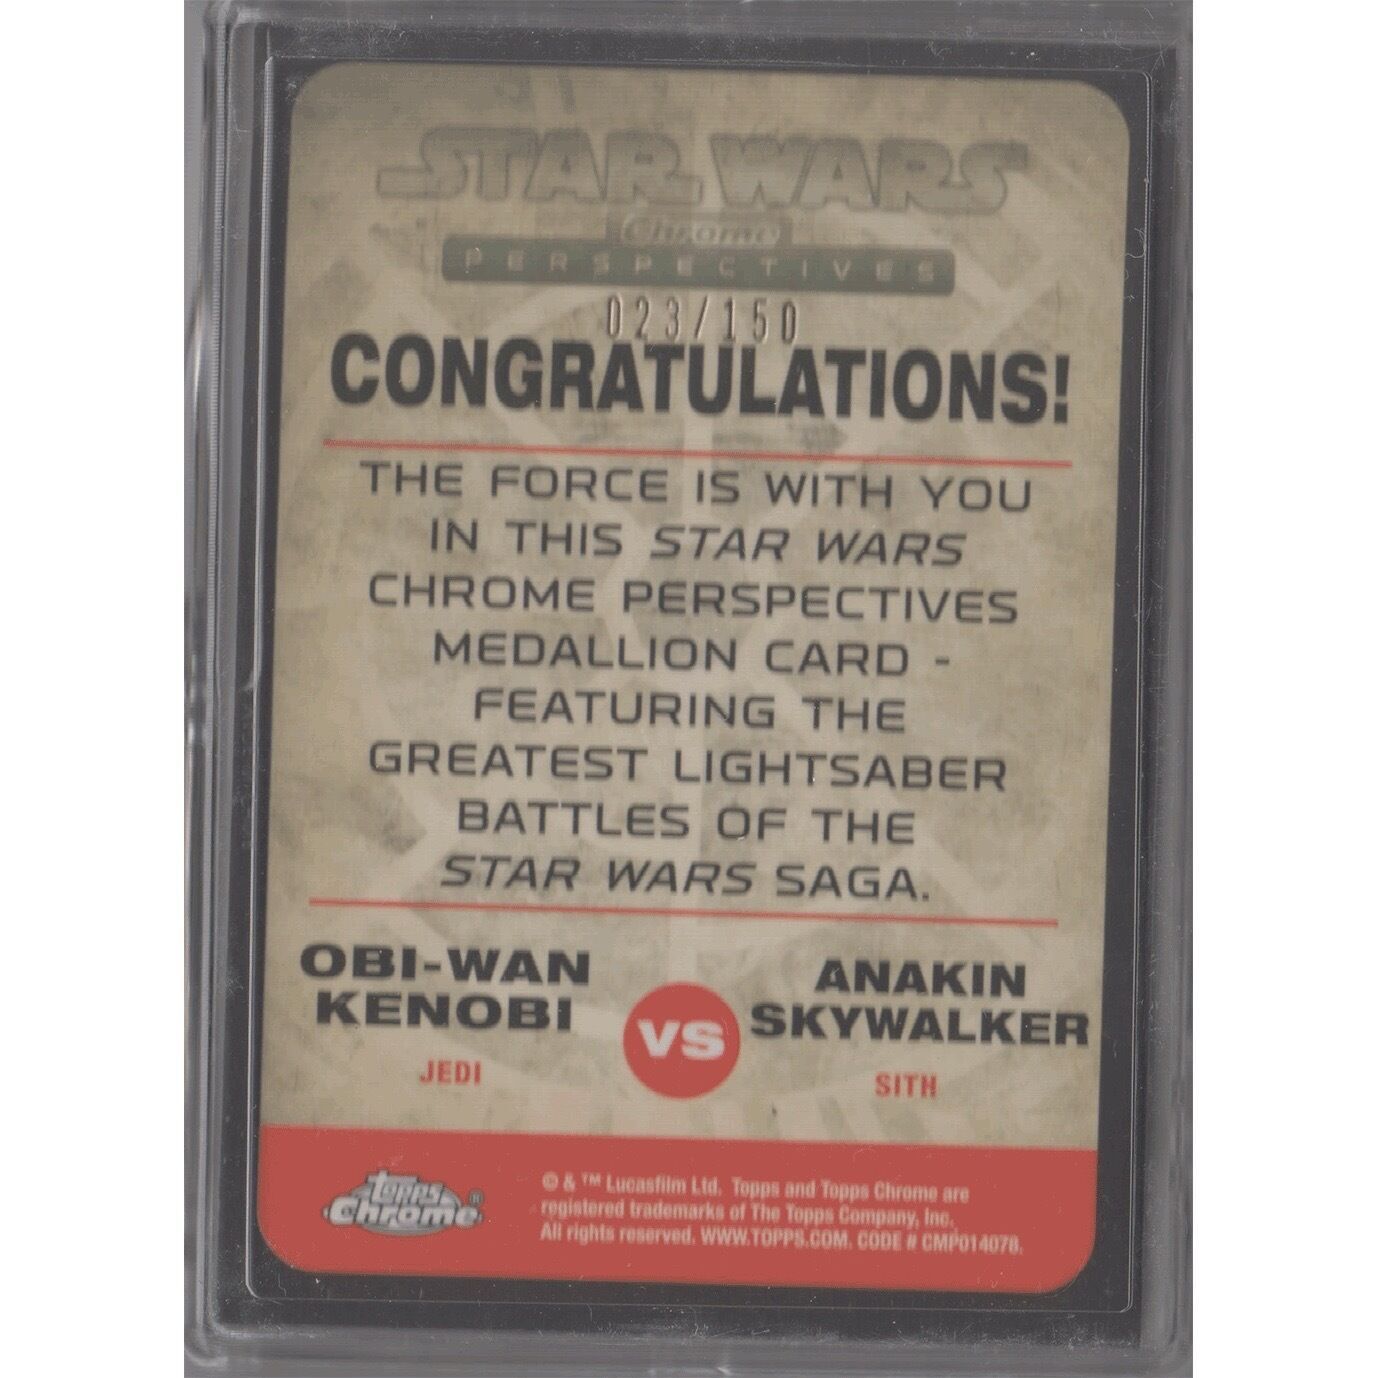 STAR WARS
Chrome
PERSPECTIVES
023/150
CONGRATULATIONS!
THE FORCE IS WITH YOU
IN THIS STAR WARS
CHROME PERSPECTIVES
MEDALLION CARD -
FEATURING THE
GREATEST LIGHTSABER
BATTLES OF THE
STAR WARS SAGA.
OBI-WAN
KENOBI
JEDI
VS
ANAKIN
SKYWALKER
SITH
TOPPS
Chrome®
© & ™ Lucasfilm Ltd. Topps and Topps Chrome are
registered trademarks of The Topps Company, Inc.
All rights reserved. WWW.TOPPS.COM. CODE # CMP014078.